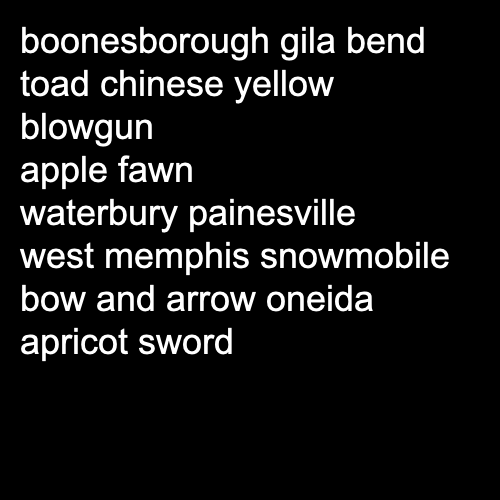 boonesborough gila bend
toad chinese yellow
blowgun
apple fawn
waterbury painesville
west memphis snowmobile
bow and arrow oneida
apricot sword